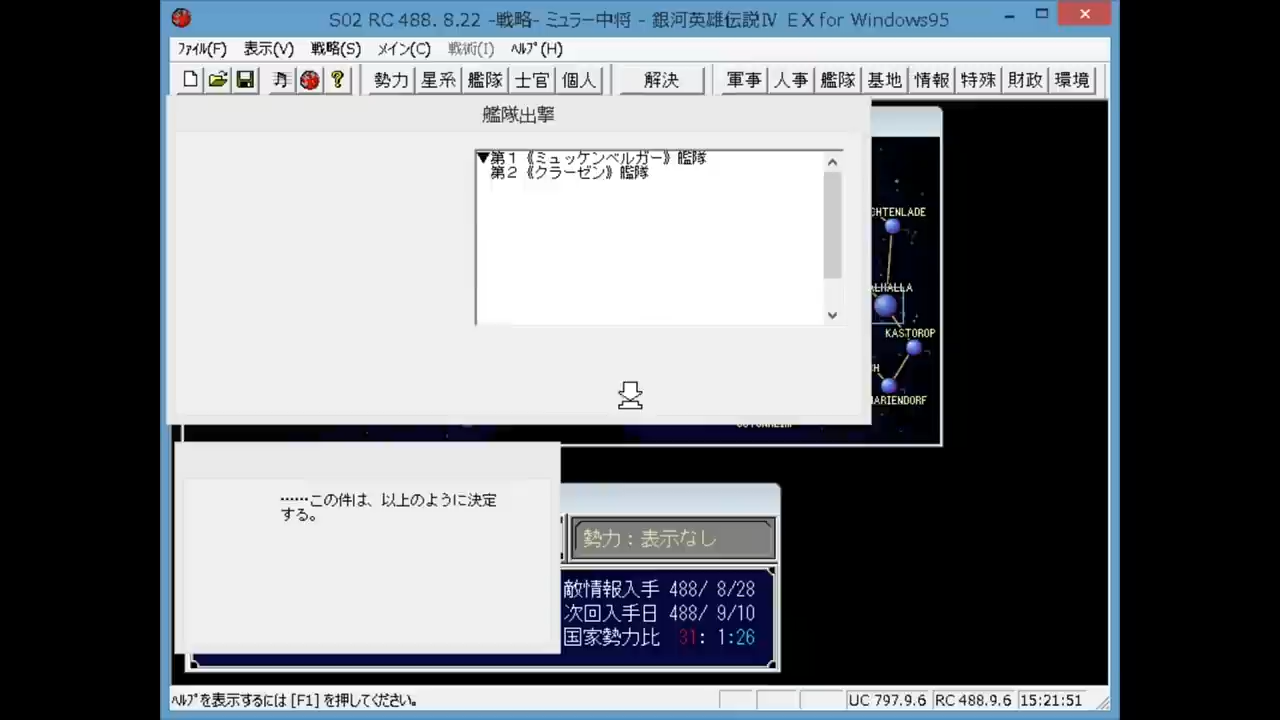 S02 RC 488. 8.22 -戦略- ミュラー中将 - 銀河英雄伝説Ⅳ EX for Windows95
ﾌｧｲﾙ(F) 表示(V) 戦略(S) メイン(C) 戦術(I) ﾍﾙﾌﾟ(H)
勢力 星系 艦隊 士官 個人 解決 軍事 人事 艦隊 基地 情報 特殊 財政 環境
艦隊出撃
▼第１《ミュッケンベルガー》艦隊
第２《クラーゼン》艦隊
CHTENLADE
ALHALLA
KASTOROP
CH
MARIENDORF
……この件は、以上のように決定
する。
勢力：表示なし
敵情報入手 488/ 8/28
次回入手日 488/ 9/10
国家勢力比 31: 1:26
ﾍﾙﾌﾟを表示するには [F1] を押してください。
UC 797.9.6 RC 488.9.6 15:21:51